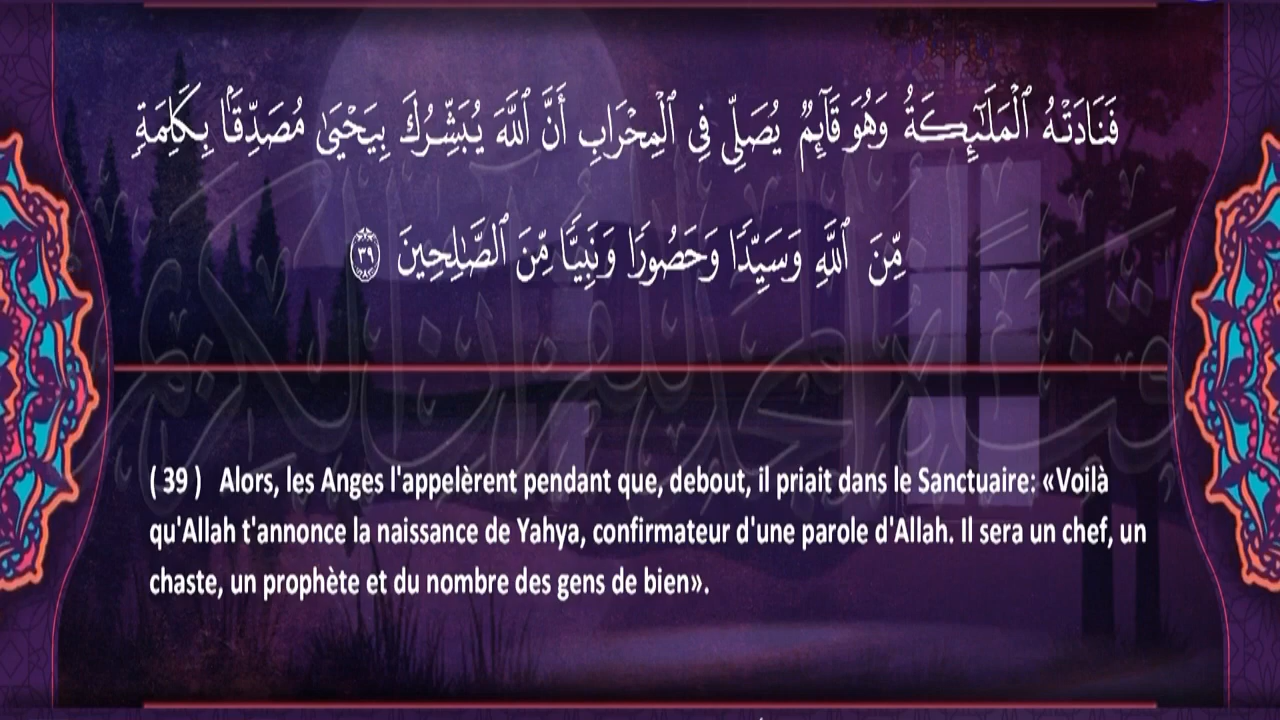 فَنَادَتْهُ ٱلْمَلَٰٓئِكَةُ وَهُوَ قَآئِمٌ يُصَلِّى فِى ٱلْمِحْرَابِ أَنَّ ٱللَّهَ يُبَشِّرُكَ بِيَحْيَىٰ مُصَدِّقًۢا بِكَلِمَةٍ
مِّنَ ٱللَّهِ وَسَيِّدًا وَحَصُورًا وَنَبِيًّا مِّنَ ٱلصَّٰلِحِينَ ٣٩
( 39 ) Alors, les Anges l'appelèrent pendant que, debout, il priait dans le Sanctuaire: «Voilà
qu'Allah t'annonce la naissance de Yahya, confirmateur d'une parole d'Allah. Il sera un chef, un
chaste, un prophète et du nombre des gens de bien».